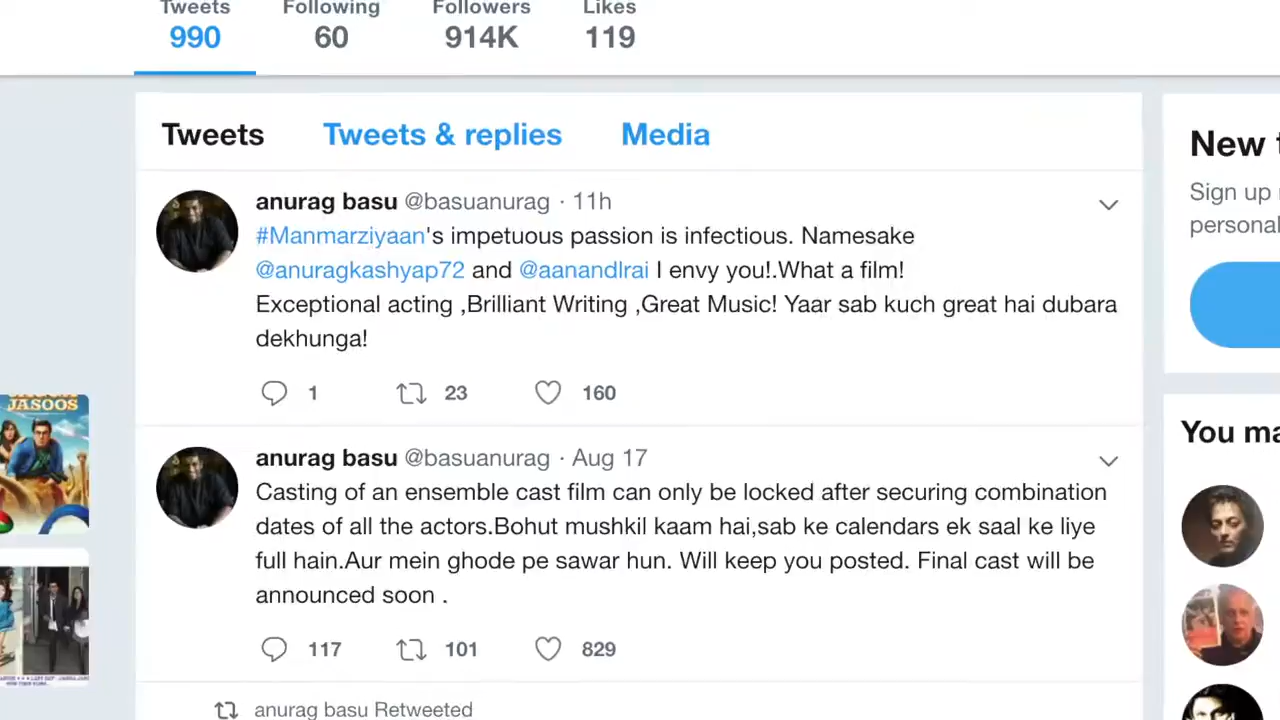 Tweets Following Followers Likes
990 60 914K 119
Tweets Tweets & replies Media
New
anurag basu @basuanurag · 11h
Sign up
#Manmarziyaan's impetuous passion is infectious. Namesake
@anuragkashyap72 and @aanandlrai I envy you!.What a film!
Exceptional acting ,Brilliant Writing ,Great Music! Yaar sab kuch great hai dubara
dekhunga!
1 23 160
JASOOS
You
anurag basu @basuanurag · Aug 17
Casting of an ensemble cast film can only be locked after securing combination
dates of all the actors.Bohut mushkil kaam hai,sab ke calendars ek saal ke liye
full hain.Aur mein ghode pe sawar hun. Will keep you posted. Final cast will be
announced soon .
117 101 829
anurag basu Retweeted